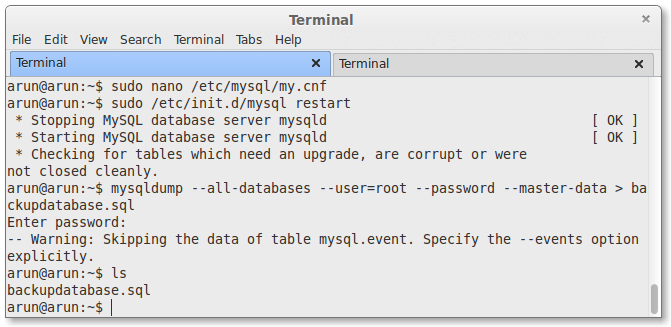 Terminal ×
File Edit View Search Terminal Tabs Help
Terminal × Terminal ×
arun@arun:~$ sudo nano /etc/mysql/my.cnf
arun@arun:~$ sudo /etc/init.d/mysql restart
 * Stopping MySQL database server mysqld [ OK ]
 * Starting MySQL database server mysqld [ OK ]
 * Checking for tables which need an upgrade, are corrupt or were
not closed cleanly.
arun@arun:~$ mysqldump --all-databases --user=root --password --master-data > ba
ckupdatabase.sql
Enter password:
-- Warning: Skipping the data of table mysql.event. Specify the --events option
explicitly.
arun@arun:~$ ls
backupdatabase.sql
arun@arun:~$